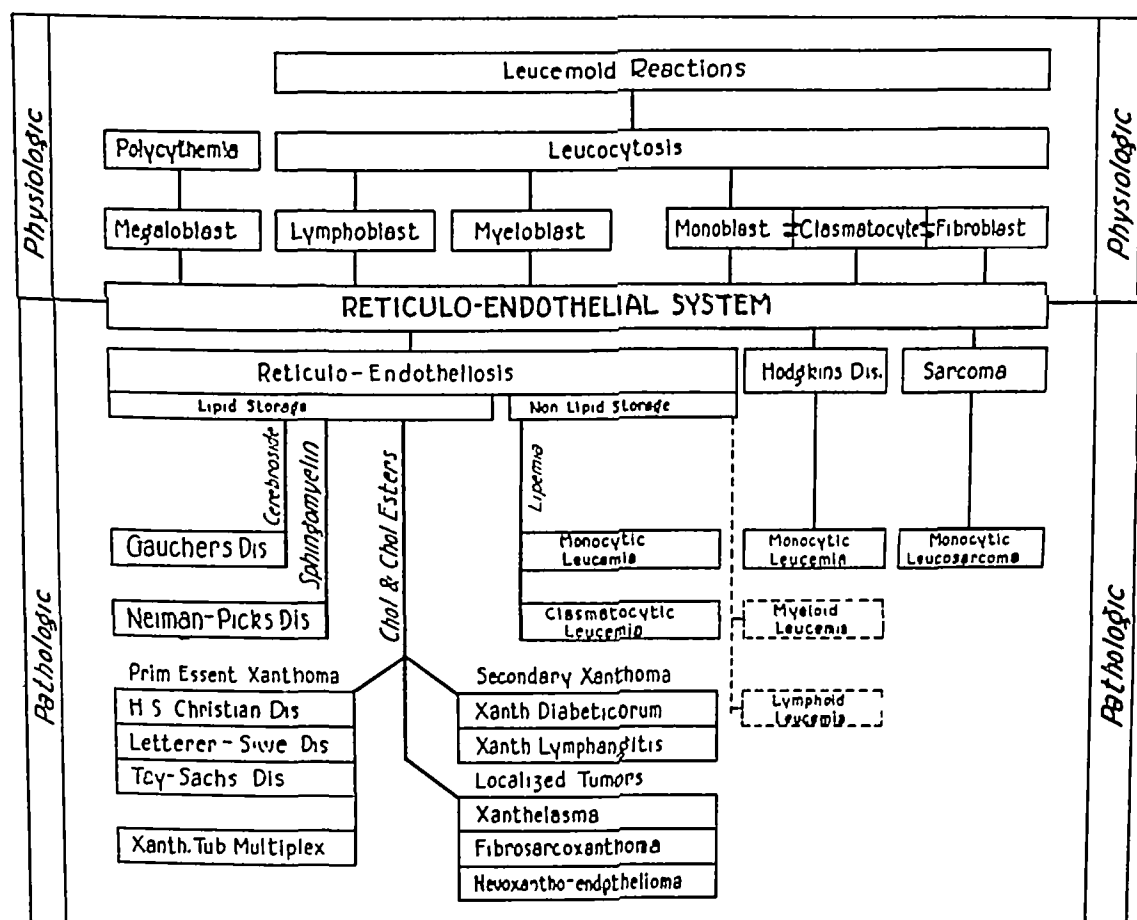 Leucemoid Reactions
Physiologic
Physiologic
Polycythemia
Leucocytosis
Megaloblast
Lymphoblast
Myeloblast
Monoblast
Clasmatocyte
Fibroblast
RETICULO-ENDOTHELIAL SYSTEM
Reticulo-Endotheliosis
Hodgkins Dis.
Sarcoma
Lipid Storage
Non Lipid Storage
Cerebroside
Sphingomyelin
Chol & Chol Esters
Lipemia
Pathologic
Pathologic
Gauchers Dis
Monocytic
Leucemia
Monocytic
Leucemia
Monocytic
Leucosarcoma
Neiman-Picks Dis
Clasmatocytic
Leucemia
Myeloid
Leucemia
Prim Essent Xanthoma
H S Christian Dis
Letterer-Siwe Dis
Tay-Sachs Dis
Xanth. Tub Multiplex
Secondary Xanthoma
Xanth Diabeticorum
Xanth Lymphangitis
Lymphoid
Leucemia
Localized Tumors
Xanthelasma
Fibrosarcoxanthoma
Nevoxantho-endothelioma